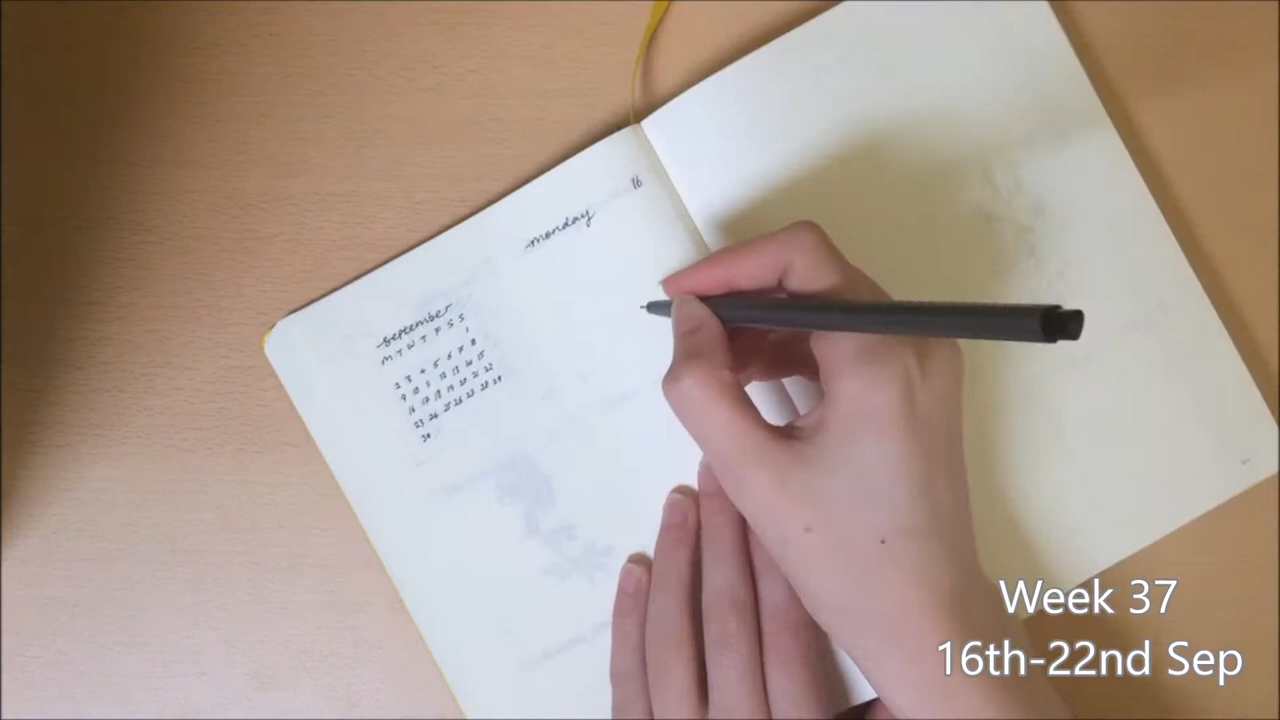 16
monday
september
M T W T F S S
1
2 3 4 5 6 7 8
9 10 11 12 13 14 15
16 17 18 19 20 21 22
23 24 25 26 27 28 29
30
Week 37
16th-22nd Sep